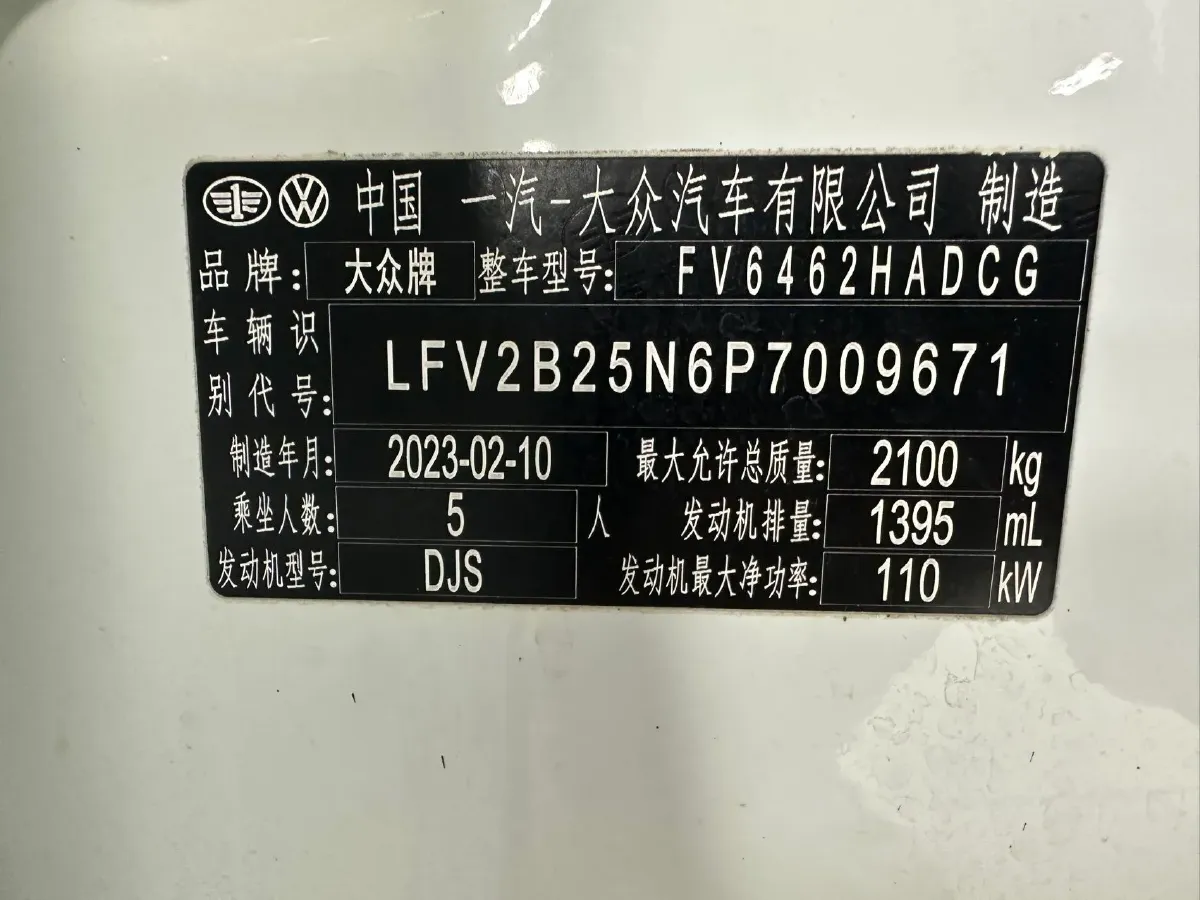 中国 一汽-大众汽车有限公司 制造
品牌: 大众牌 整车型号: FV6462HADCG
车辆识别代号: LFV2B25N6P7009671
制造年月: 2023-02-10 最大允许总质量: 2100 kg
乘坐人数: 5 人 发动机排量: 1395 mL
发动机型号: DJS 发动机最大净功率: 110 kW